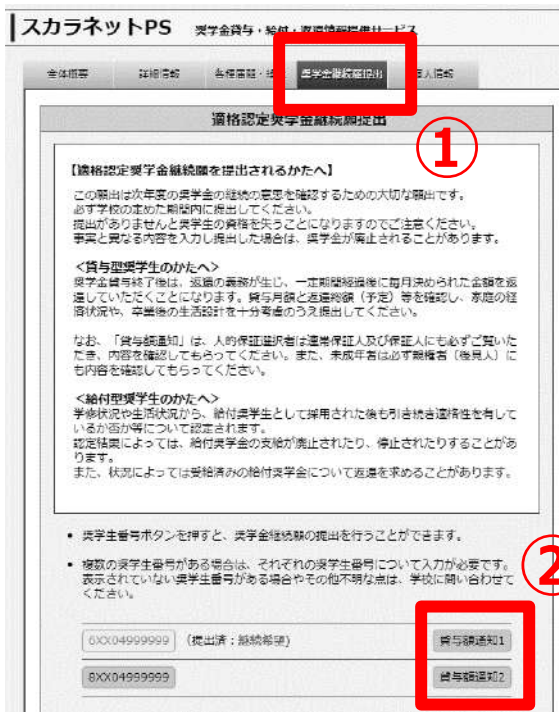 スカラネットPS 奨学金貸与・給付・返還情報提供サービス
全体概要 詳細情報 各種届願・ 奨学金継続願提出 人情報
適格認定奨学金継続願提出
①
【適格認定奨学金継続願を提出されるかたへ】
この願出は次年度の奨学金の継続の意思を確認するための大切な願出です。
必ず学校の定めた期間内に提出してください。
提出がありませんと奨学生の資格を失うことになりますのでご注意ください。
事実と異なる内容を入力し提出した場合は、奨学金が廃止されることがあります。
＜貸与型奨学生のかたへ＞
奨学金貸与終了後は、返還の義務が生じ、一定期間経過後に毎月決められた金額を返
還していただくことになります。貸与月額と返還総額（予定）等を確認し、家庭の経
済状況や、卒業後の生活設計を十分考慮のうえ提出してください。
なお、「貸与額通知」は、人的保証選択者は連帯保証人及び保証人にも必ずご覧いた
だき、内容を確認してもらってください。また、未成年者は必ず親権者（後見人）に
も内容を確認してもらってください。
＜給付型奨学生のかたへ＞
学修状況や生活状況から、給付奨学生として採用された後も引き続き適格性を有して
いるか否か等について認定されます。
認定結果によっては、給付奨学金の支給が廃止されたり、停止されたりすることがあ
ります。
また、状況によっては受給済みの給付奨学金について返還を求めることがあります。
• 奨学生番号ボタンを押すと、奨学金継続願の提出を行うことができます。
• 複数の奨学生番号がある場合は、それぞれの奨学生番号について入力が必要です。
表示されていない奨学生番号がある場合やその他不明な点は、学校に問い合わせて
ください。
②
6XX04999999 （提出済：継続希望） 貸与額通知1
8XX04999999 貸与額通知2